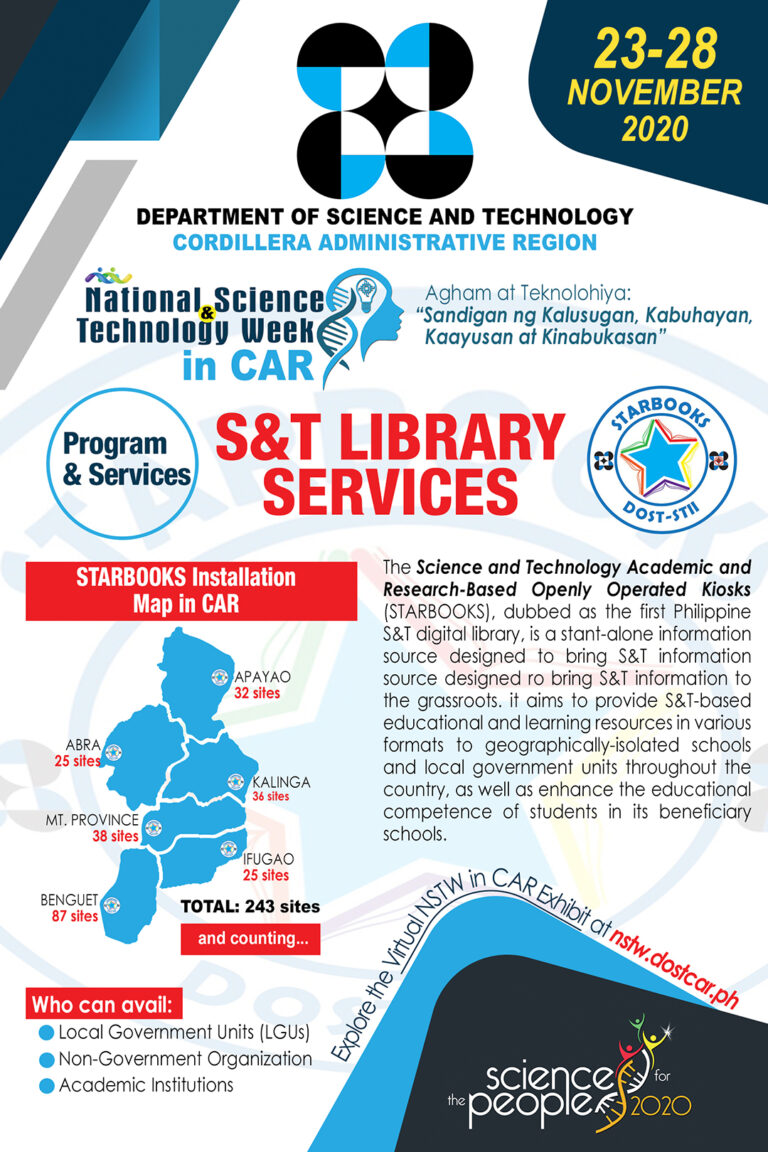 23-28
NOVEMBER
2020
DEPARTMENT OF SCIENCE AND TECHNOLOGY
CORDILLERA ADMINISTRATIVE REGION
National Science
&
Technology Week
in CAR
Agham at Teknolohiya:
“Sandigan ng Kalusugan, Kabuhayan,
Kaayusan at Kinabukasan”
Program
& Services
S&T LIBRARY
SERVICES
STARBOOKS
DOST-STII
STARBOOKS Installation
Map in CAR
APAYAO
32 sites
ABRA
25 sites
KALINGA
36 sites
MT. PROVINCE
38 sites
IFUGAO
25 sites
BENGUET
87 sites
TOTAL: 243 sites
and counting...
The Science and Technology Academic and
Research-Based Openly Operated Kiosks
(STARBOOKS), dubbed as the first Philippine
S&T digital library, is a stant-alone information
source designed to bring S&T information
source designed ro bring S&T information to
the grassroots. it aims to provide S&T-based
educational and learning resources in various
formats to geographically-isolated schools
and local government units throughout the
country, as well as enhance the educational
competence of students in its beneficiary
schools.
Explore the Virtual NSTW in CAR Exhibit at nstw.dostcar.ph
Who can avail:
Local Government Units (LGUs)
Non-Government Organization
Academic Institutions
science for
the people 2020
STARBOOKS
DOST-STII